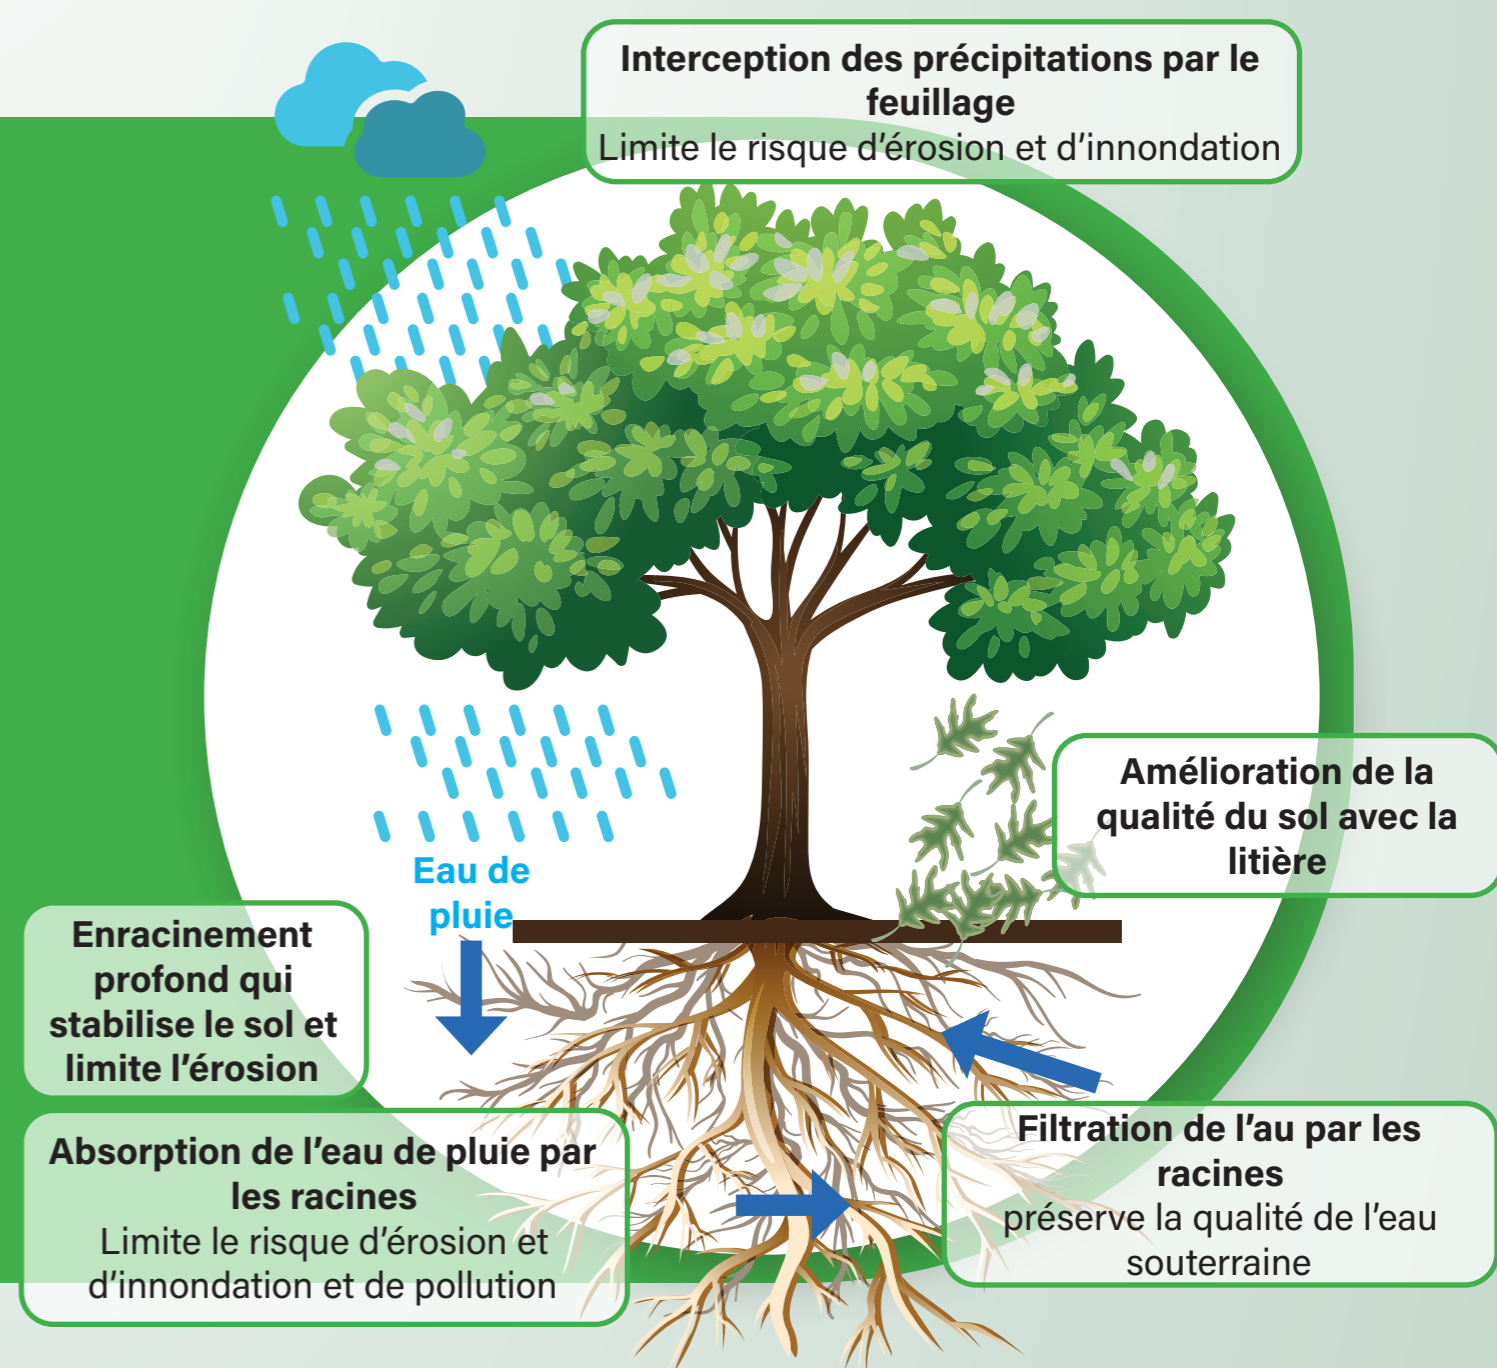 Interception des précipitations par le
feuillage
Limite le risque d'érosion et d'innondation
Amélioration de la
qualité du sol avec la
litière
Eau de
pluie
Enracinement
profond qui
stabilise le sol et
limite l'érosion
Absorption de l'eau de pluie par
les racines
Limite le risque d'érosion et
d'innondation et de pollution
Filtration de l'au par les
racines
préserve la qualité de l'eau
souterraine